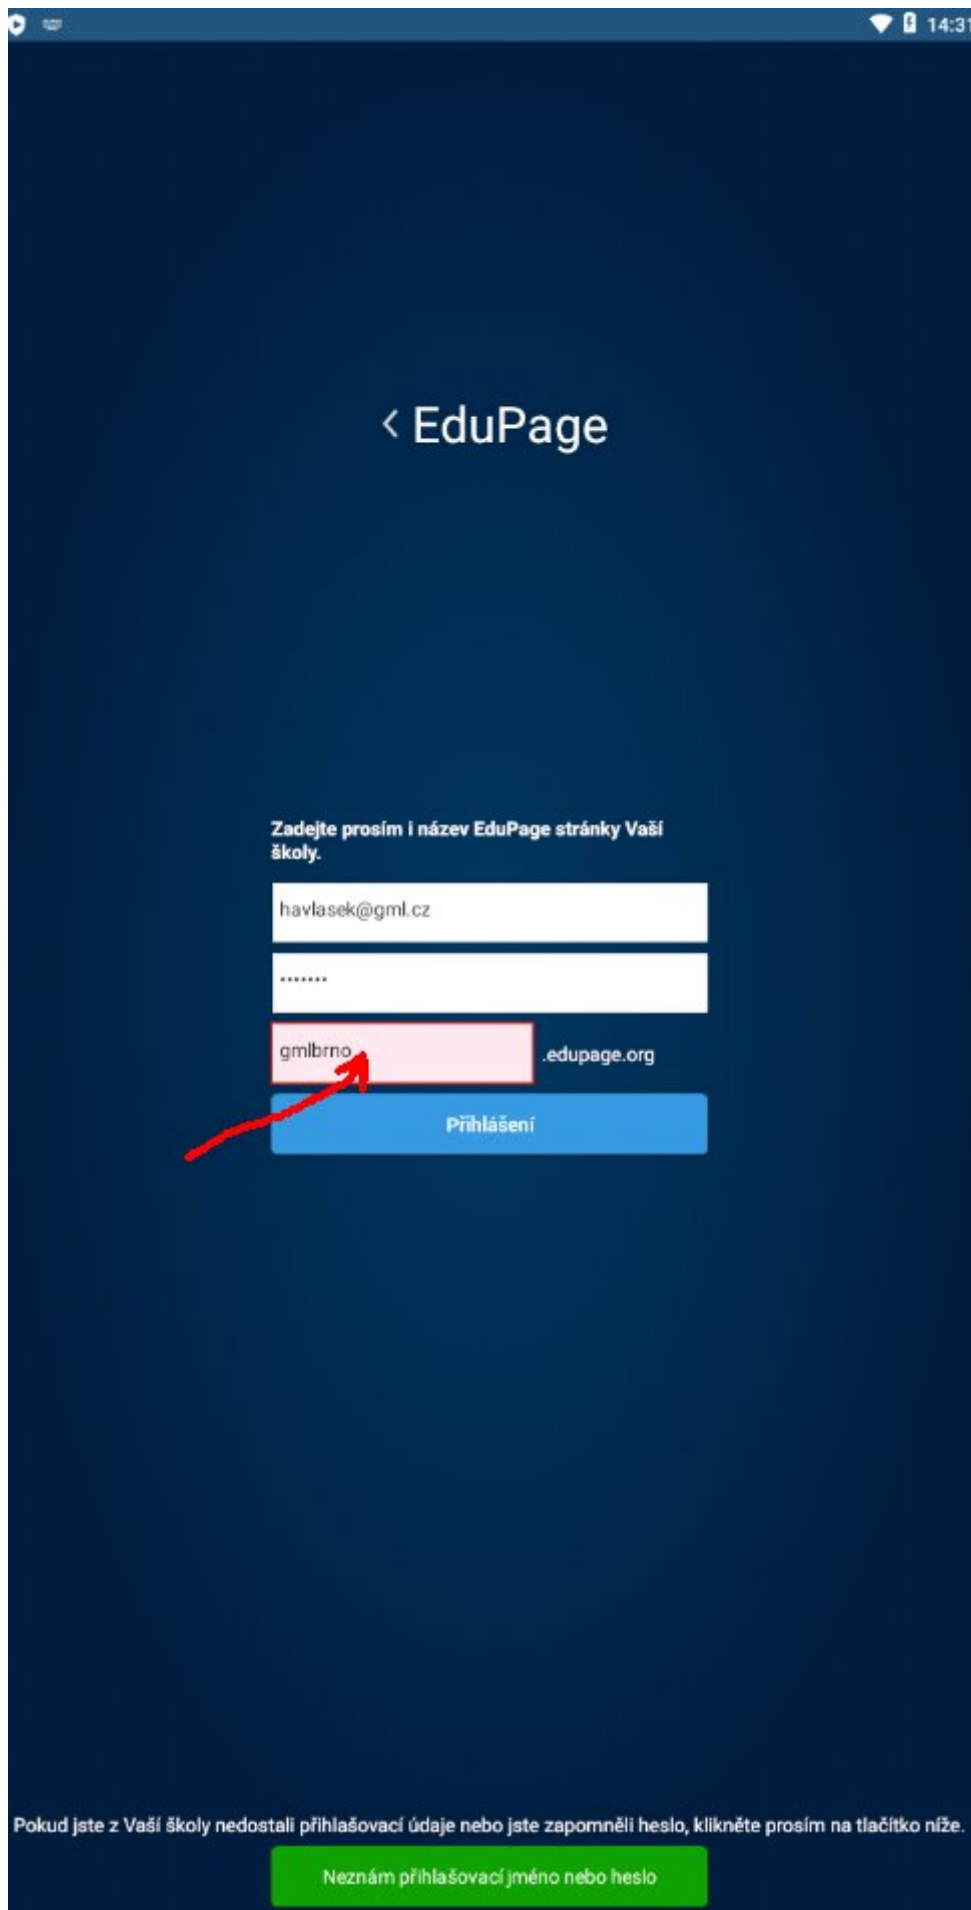 14:31
< EduPage
Zadejte prosím i název EduPage stránky Vaší
školy.
havlasek@gml.cz
.......
gmlbrno .edupage.org
Přihlášení
Pokud jste z Vaší školy nedostali přihlašovací údaje nebo jste zapomněli heslo, klikněte prosím na tlačítko níže.
Neznám přihlašovací jméno nebo heslo